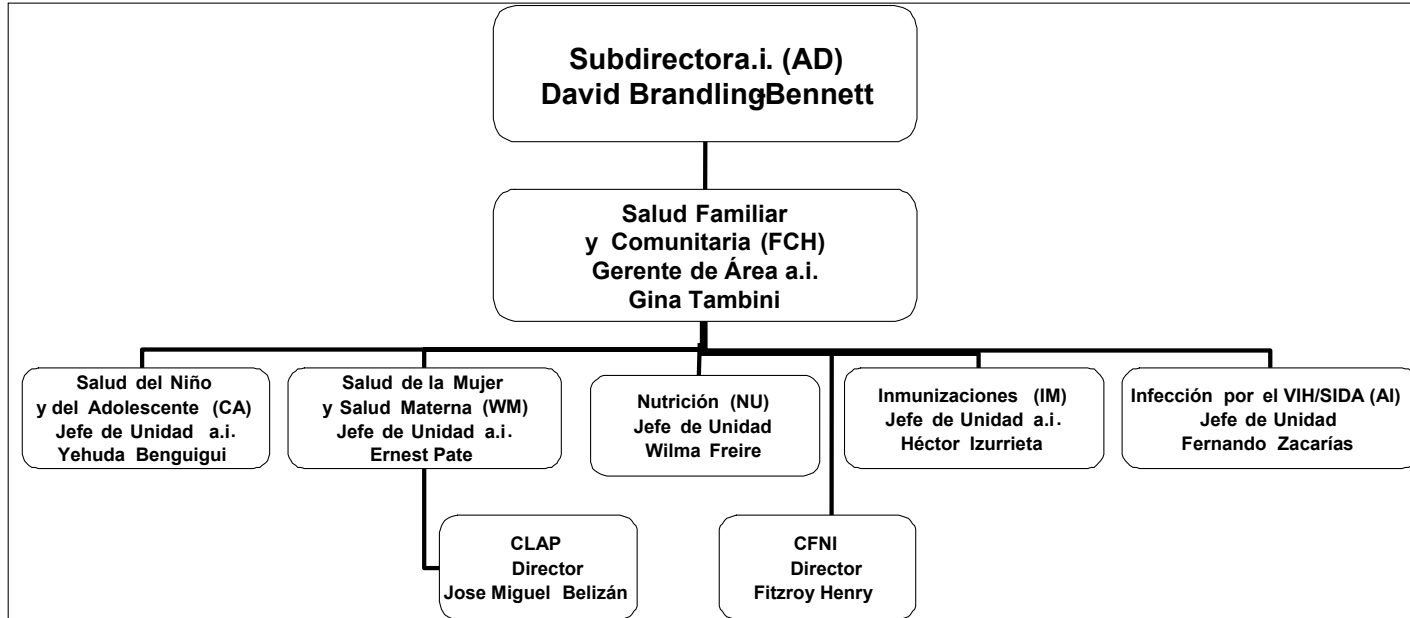 Subdirectora.i. (AD)
David Brandling-Bennett
Salud Familiar
y Comunitaria (FCH)
Gerente de Área a.i.
Gina Tambini
Salud del Niño
y del Adolescente (CA)
Jefe de Unidad a.i.
Yehuda Benguigui
Salud de la Mujer
y Salud Materna (WM)
Jefe de Unidad a.i.
Ernest Pate
Nutrición (NU)
Jefe de Unidad
Wilma Freire
Inmunizaciones (IM)
Jefe de Unidad a.i.
Héctor Izurrieta
Infección por el VIH/SIDA (AI)
Jefe de Unidad
Fernando Zacarías
CLAP
Director
Jose Miguel Belizán
CFNI
Director
Fitzroy Henry